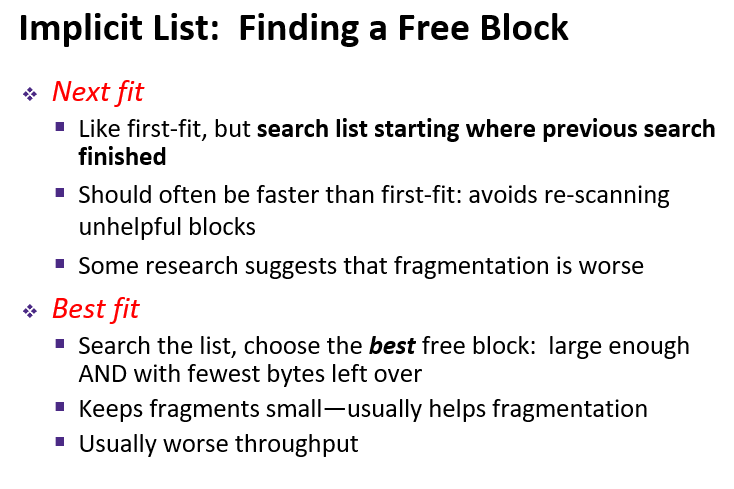 Implicit List:  Finding a Free Block
Next fit
Like first-fit, but search list starting where previous search
finished
Should often be faster than first-fit: avoids re-scanning
unhelpful blocks
Some research suggests that fragmentation is worse
Best fit
Search the list, choose the best free block:  large enough
AND with fewest bytes left over
Keeps fragments small—usually helps fragmentation
Usually worse throughput